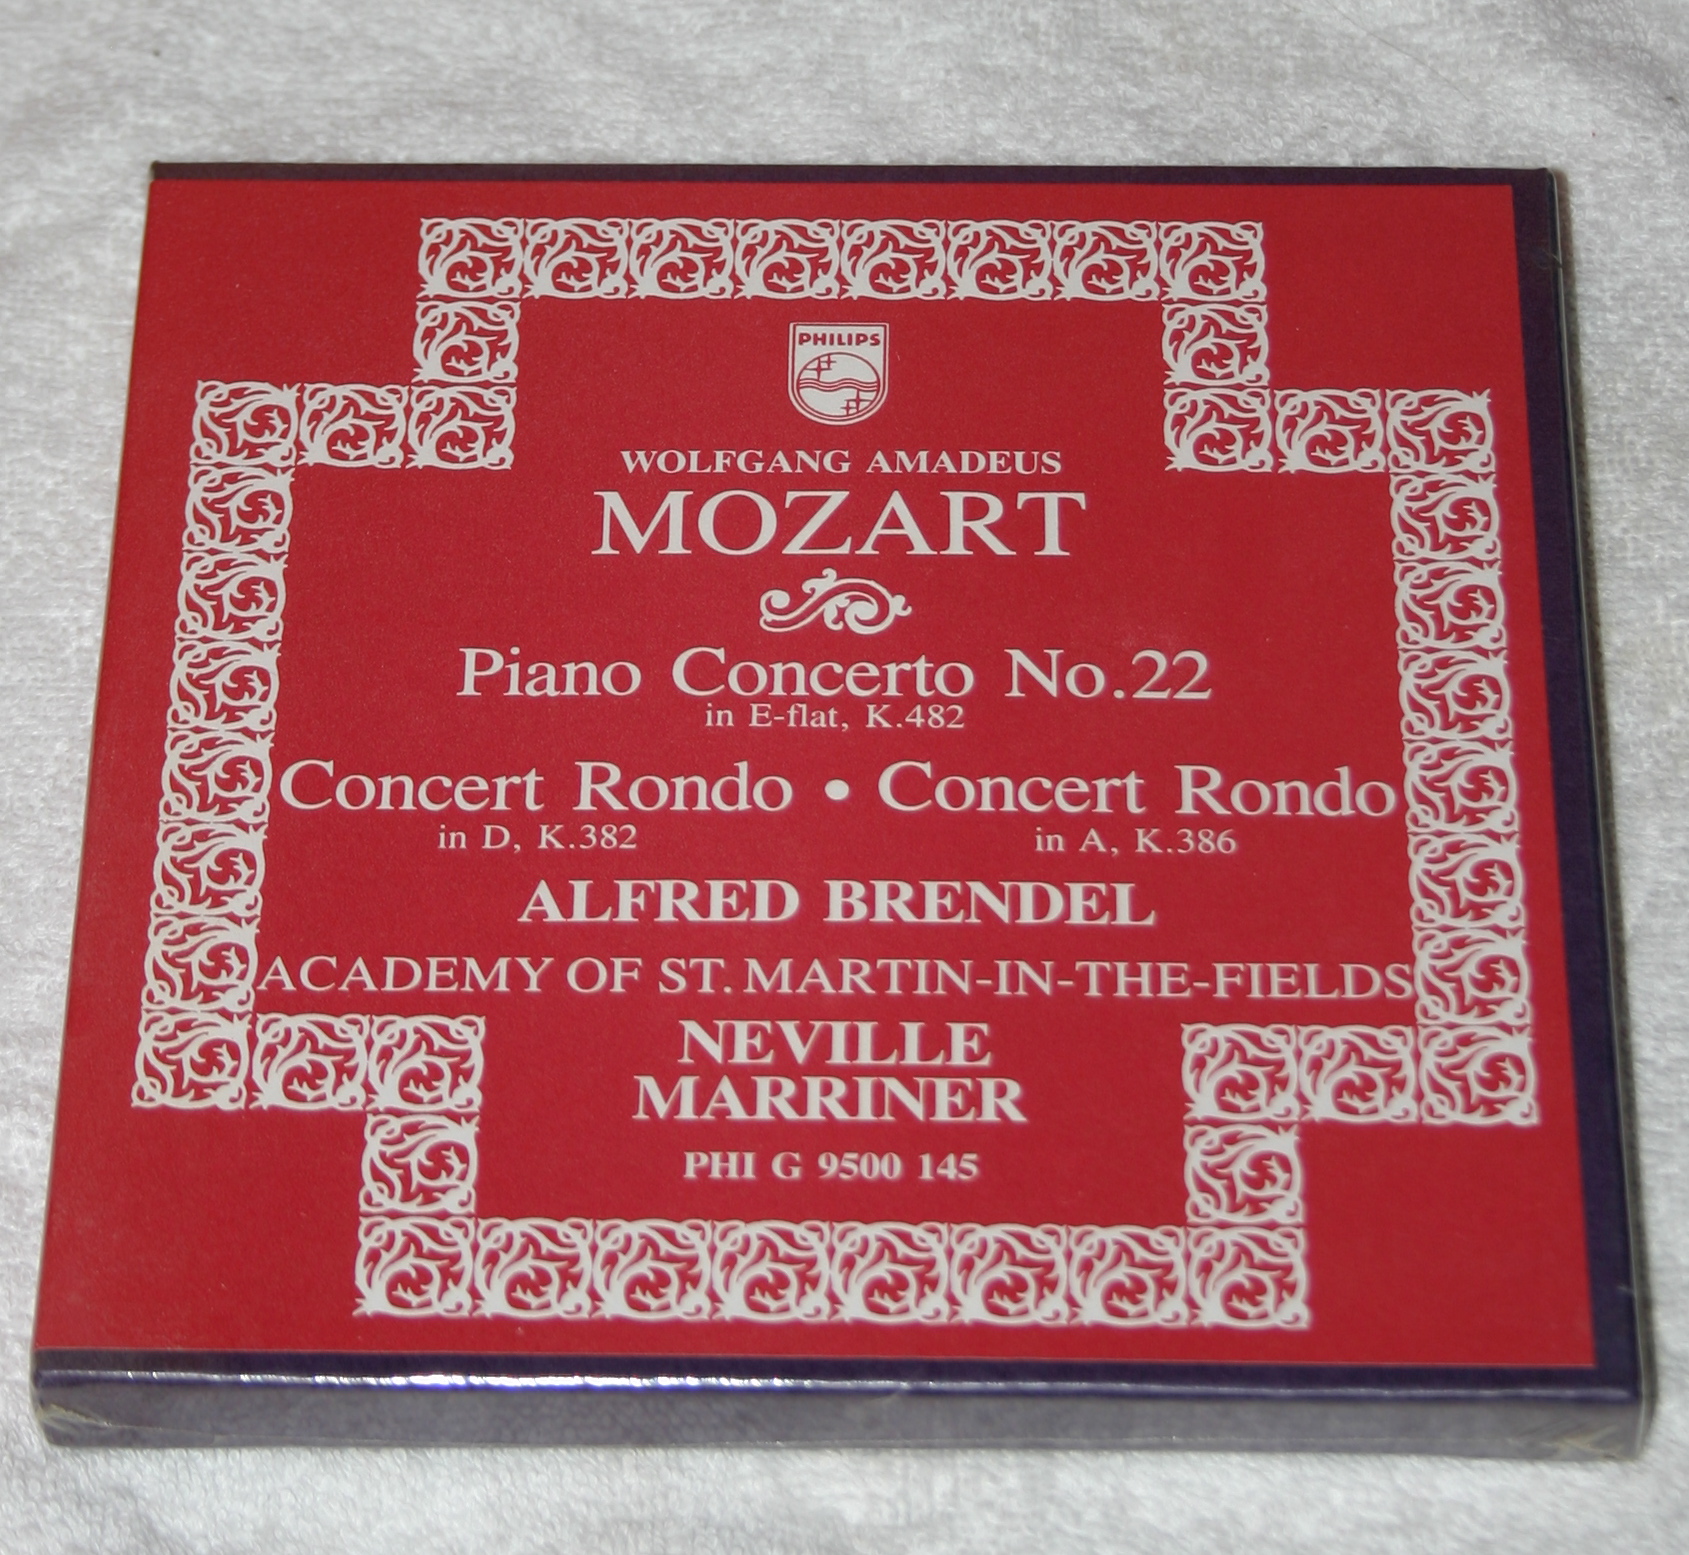 PHILIPS
WOLFGANG AMADEUS
MOZART
Piano Concerto No.22
in E-flat, K.482
Concert Rondo • Concert Rondo
in D, K.382 in A, K.386
ALFRED BRENDEL
ACADEMY OF ST. MARTIN-IN-THE-FIELDS
NEVILLE
MARRINER
PHI G 9500 145